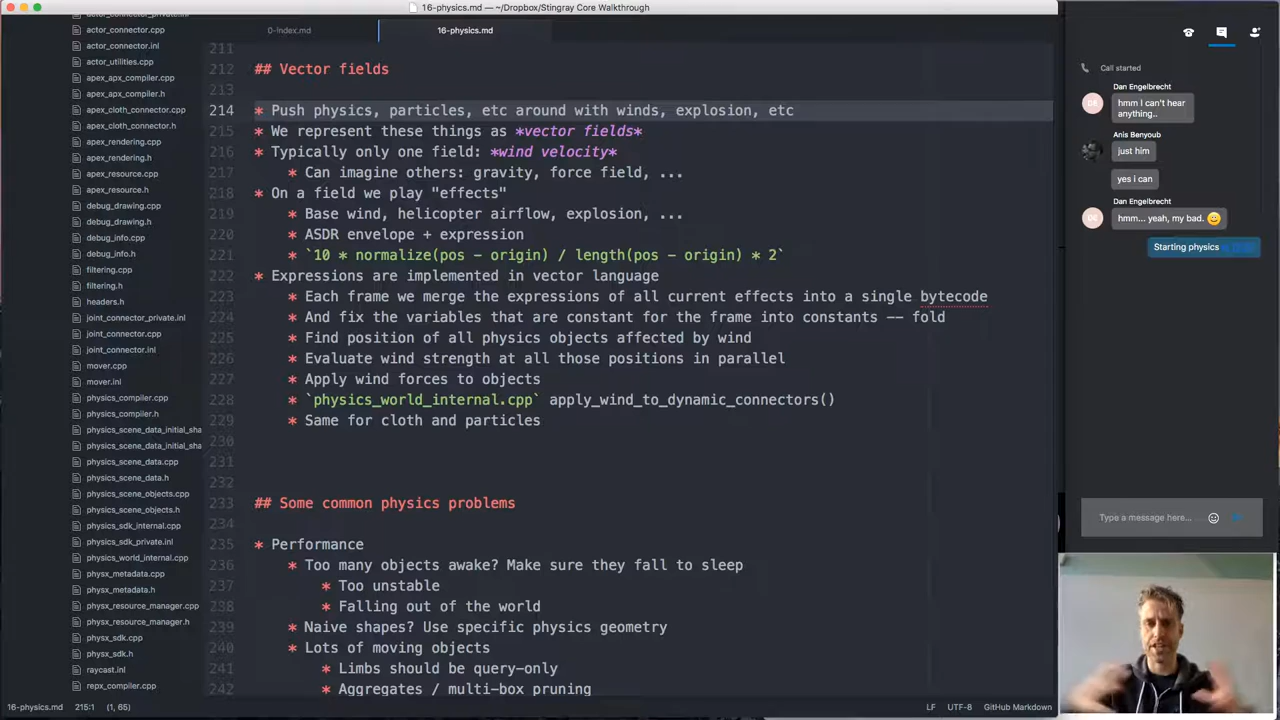 16-physics.md — ~/Dropbox/Stingray Core Walkthrough
actor_connector.cpp
actor_connector.inl
actor_utilities.cpp
apex_apx_compiler.cpp
apex_apx_compiler.h
apex_cloth_connector.cpp
apex_cloth_connector.h
apex_rendering.cpp
apex_rendering.h
apex_resource.cpp
apex_resource.h
debug_drawing.cpp
debug_drawing.h
debug_info.cpp
debug_info.h
filtering.cpp
filtering.h
headers.h
joint_connector_private.inl
joint_connector.cpp
joint_connector.inl
mover.cpp
mover.inl
physics_compiler.cpp
physics_compiler.h
physics_scene_data_initial_sha
physics_scene_data_initial_sha
physics_scene_data.cpp
physics_scene_data.h
physics_scene_objects.cpp
physics_scene_objects.h
physics_sdk_internal.cpp
physics_sdk_private.inl
physics_world_internal.cpp
physx_metadata.cpp
physx_metadata.h
physx_resource_manager.cpp
physx_resource_manager.h
physx_sdk.cpp
physx_sdk.h
raycast.inl
repx_compiler.cpp
0-index.md
16-physics.md
211
212 ## Vector fields
213
214 * Push physics, particles, etc around with winds, explosion, etc
215 * We represent these things as *vector fields*
216 * Typically only one field: *wind velocity*
217 * Can imagine others: gravity, force field, ...
218 * On a field we play "effects"
219 * Base wind, helicopter airflow, explosion, ...
220 * ASDR envelope + expression
221 * `10 * normalize(pos - origin) / length(pos - origin) * 2`
222 * Expressions are implemented in vector language
223 * Each frame we merge the expressions of all current effects into a single bytecode
224 * And fix the variables that are constant for the frame into constants -- fold
225 * Find position of all physics objects affected by wind
226 * Evaluate wind strength at all those positions in parallel
227 * Apply wind forces to objects
228 * `physics_world_internal.cpp` apply_wind_to_dynamic_connectors()
229 * Same for cloth and particles
230
231
232
233 ## Some common physics problems
234
235 * Performance
236 * Too many objects awake? Make sure they fall to sleep
237 * Too unstable
238 * Falling out of the world
239 * Naive shapes? Use specific physics geometry
240 * Lots of moving objects
241 * Limbs should be query-only
242 * Aggregates / multi-box pruning
16-physics.md 215:1 (1, 65)
LF UTF-8 GitHub Markdown
Call started
Dan Engelbrecht
hmm I can't hear
anything..
Anis Benyoub
just him
yes i can
Dan Engelbrecht
hmm... yeah, my bad.
Starting physics
Type a message here...